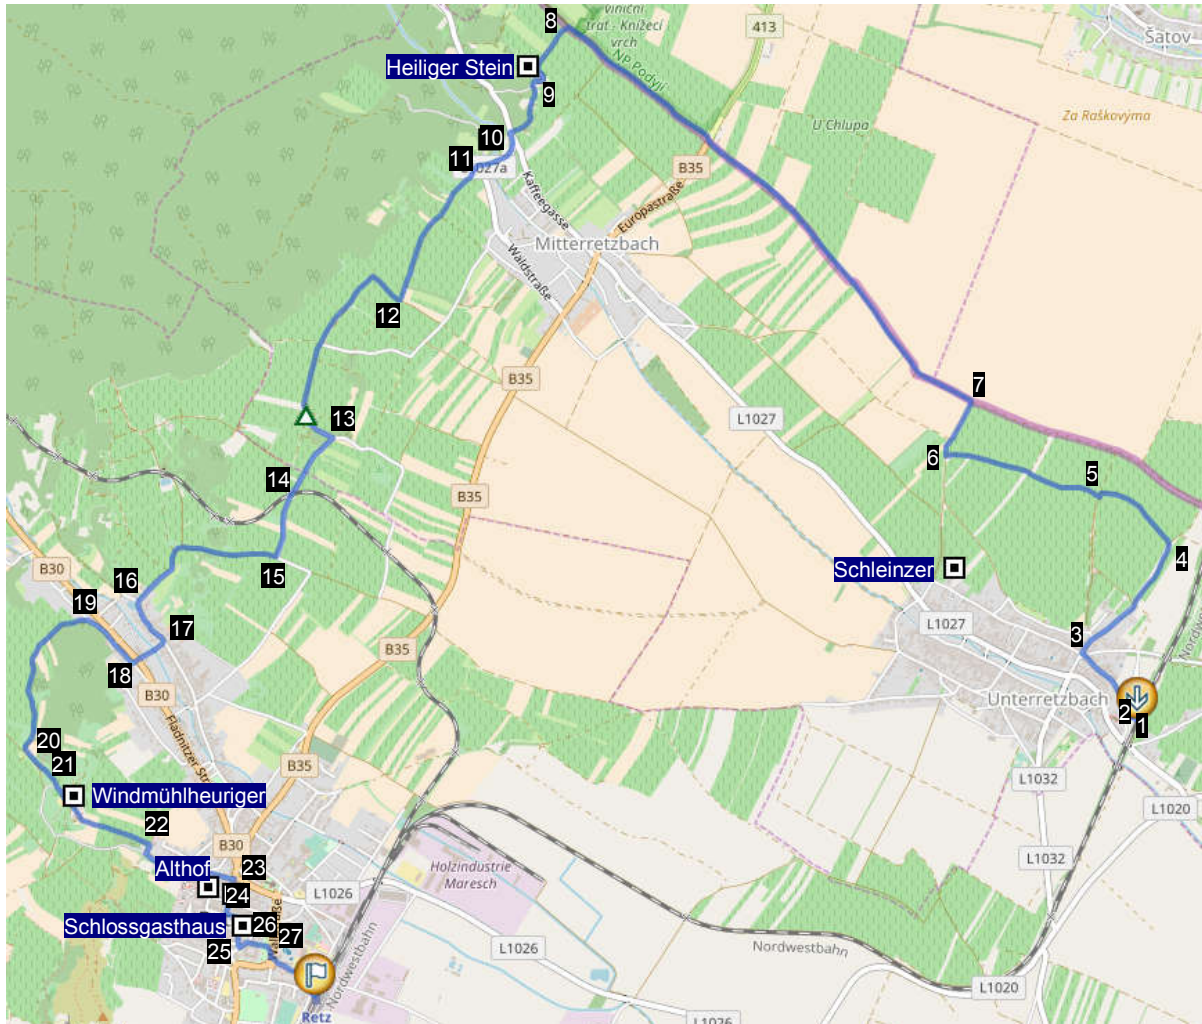 8
Viniční
trať - Knížecí
vrch
413
Šatov
Heiliger Stein
NP Podyjí
9
Za Raškovýma
U Chlupa
10
11
027a
B35
Kaffeegasse
Europastraße
Mitterretzbach
Waldstraße
12
B35
7
13
L1027
6
5
14
B35
4
15
Schleinzer
B30
16
19
17
3
L1027
18
B35
B30
Unterretzbach
2
1
20
21
Fladnitzer Str
B35
L1032
Windmühlheuriger
L1020
22
B30
L1032
Althof
23
Holzindustrie
Maresch
24
L1026
Schlossgasthaus
26
27
25
L1026
Nordwestbahn
Nordwestbahn
L1020
Retz
L1026